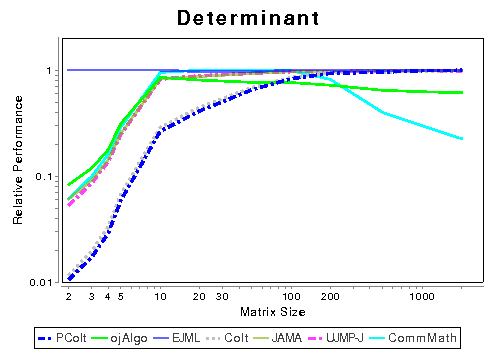 Determinant
Relative Performance
1
0.1
0.01
2 3 4 5 10 20 30 100 200 1000
Matrix Size
PColt ojAlgo EJML Colt JAMA UJMP-J CommMath